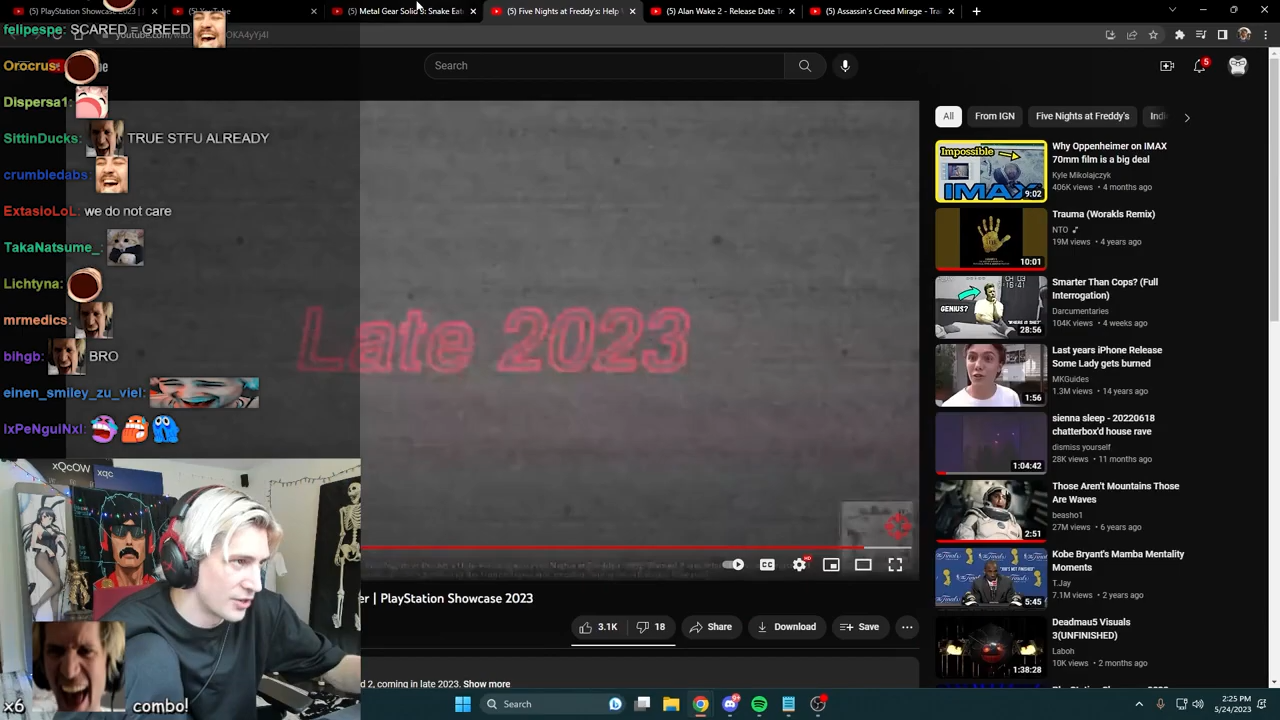 (5) PlayStation Showcase 2023 |
(5) Metal Gear Solid 3: Snake Eat
(5) Five Nights at Freddy's: Help
(5) Alan Wake 2 - Release Date T
(5) Assassin's Creed Mirage - Tra
felipespe: SCARED = GREED
Search
5
Dispersa1:
SittinDucks: TRUE STFU ALREADY
crumbledabs:
ExtasioLoL: we do not care
TakaNatsume_:
Lichtyna:
mrmedics:
bihgb: BRO
einen_smiley_zu_viel:
Late 2023
All
From IGN
Five Nights at Freddy's
Indi
Impossible
IMAX
9:02
Why Oppenheimer on IMAX
70mm film is a big deal
Kyle Mikolajczyk
406K views • 4 months ago
10:01
Trauma (Worakls Remix)
NTO
19M views • 4 years ago
GENIUS?
28:56
Smarter Than Cops? (Full
Interrogation)
Darcumentaries
104K views • 4 weeks ago
1:56
Last years iPhone Release
Some Lady gets burned
MKGuides
1.3M views • 14 years ago
1:04:42
sienna sleep - 20220618
chatterbox'd house rave
dismiss yourself
28K views • 11 months ago
2:51
Those Aren't Mountains Those
Are Waves
beasho1
27M views • 6 years ago
5:45
Kobe Bryant's Mamba Mentality
Moments
T.Jay
7.1M views • 2 years ago
1:38:28
Deadmau5 Visuals
3(UNFINISHED)
Laboh
10K views • 2 months ago
xQcOW
xqc
HD
er | PlayStation Showcase 2023
3.1K
18
Share
Download
Save
d 2, coming in late 2023. Show more
x6 combo!
Search
2:25 PM
5/24/2023